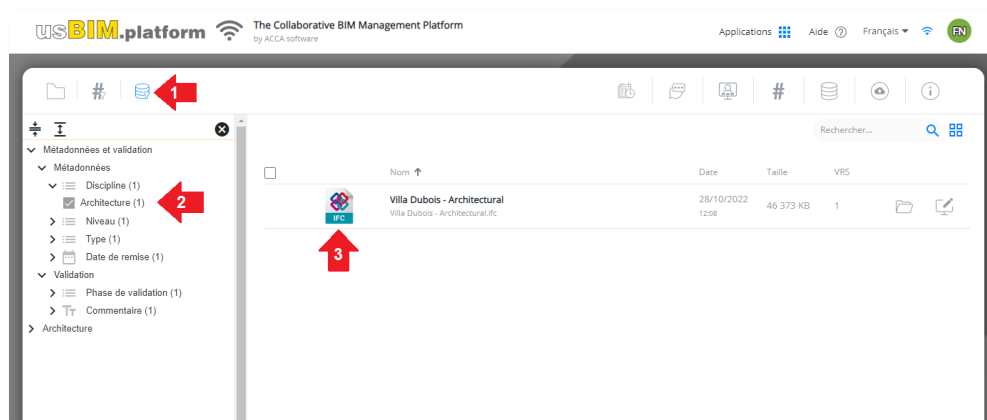 usBIM.platform
The Collaborative BIM Management Platform
by ACCA software
Applications
Aide
Français
FN
1
Métadonnées et validation
Métadonnées
Discipline (1)
Architecture (1)
2
Niveau (1)
Type (1)
Date de remise (1)
Validation
Phase de validation (1)
Tт Commentaire (1)
Architecture
#
#
Rechercher...
Nom
Date
Taille
VRS
IFC
Villa Dubois - Architectural
Villa Dubois - Architectural.ifc
28/10/2022
12:08
46 373 KB
1
3